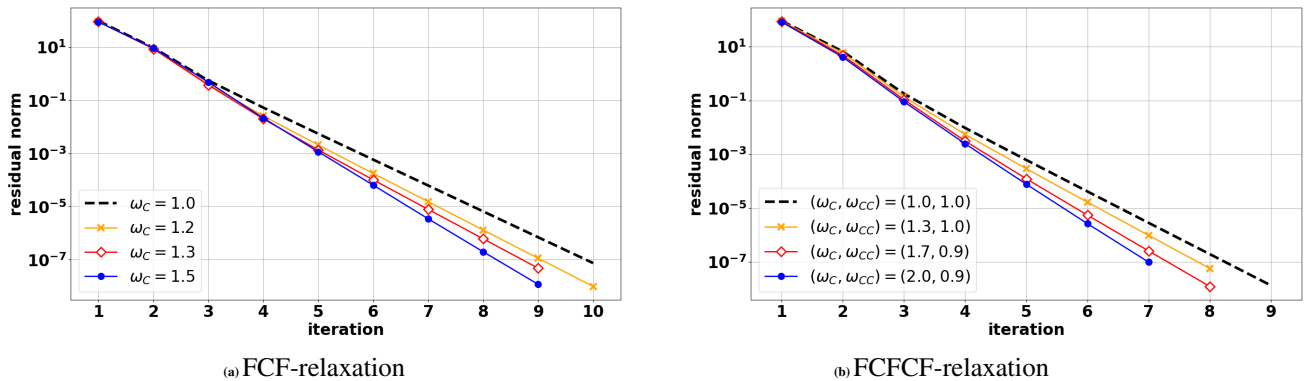 residual norm
10¹
10⁻¹
10⁻³
10⁻⁵
10⁻⁷
ω_C = 1.0
ω_C = 1.2
ω_C = 1.3
ω_C = 1.5
1 2 3 4 5 6 7 8 9 10
iteration
(a) FCF-relaxation
residual norm
10¹
10⁻¹
10⁻³
10⁻⁵
10⁻⁷
(ω_C, ω_CC) = (1.0, 1.0)
(ω_C, ω_CC) = (1.3, 1.0)
(ω_C, ω_CC) = (1.7, 0.9)
(ω_C, ω_CC) = (2.0, 0.9)
1 2 3 4 5 6 7 8 9
iteration
(b) FCFCF-relaxation